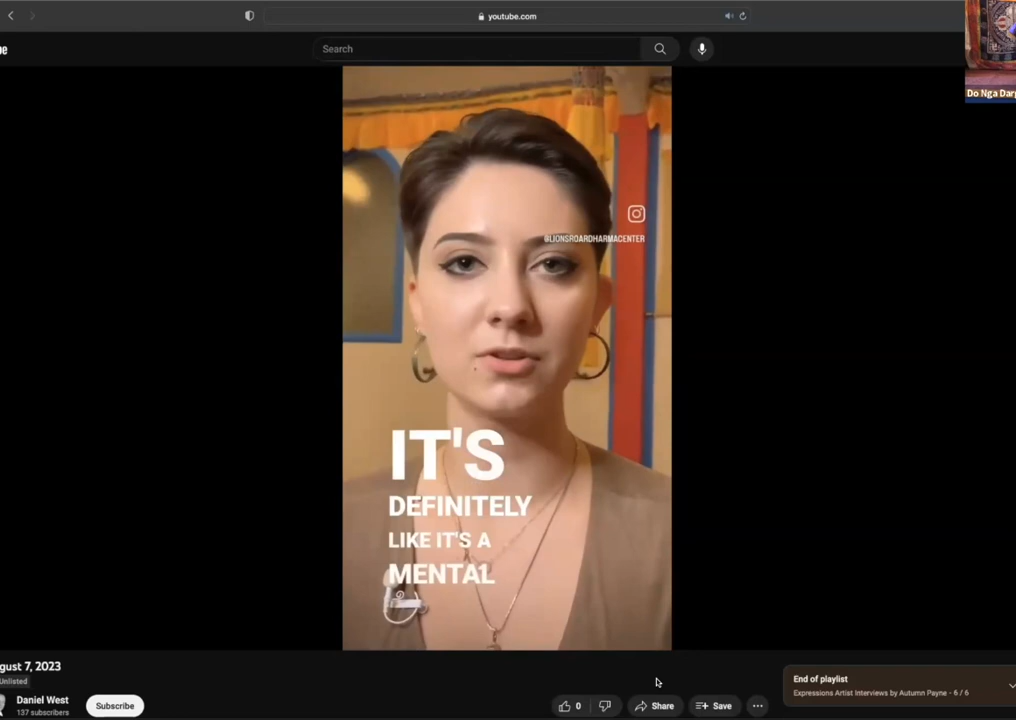 youtube.com
Search
Do Nga Darg
@LIONSROARDHARMACENTER
IT'S
DEFINITELY
LIKE IT'S A
MENTAL
gust 7, 2023
Unlisted
Daniel West
137 subscribers
Subscribe
0
Share
Save
End of playlist
Expressions Artist Interviews by Autumn Payne - 6 / 6